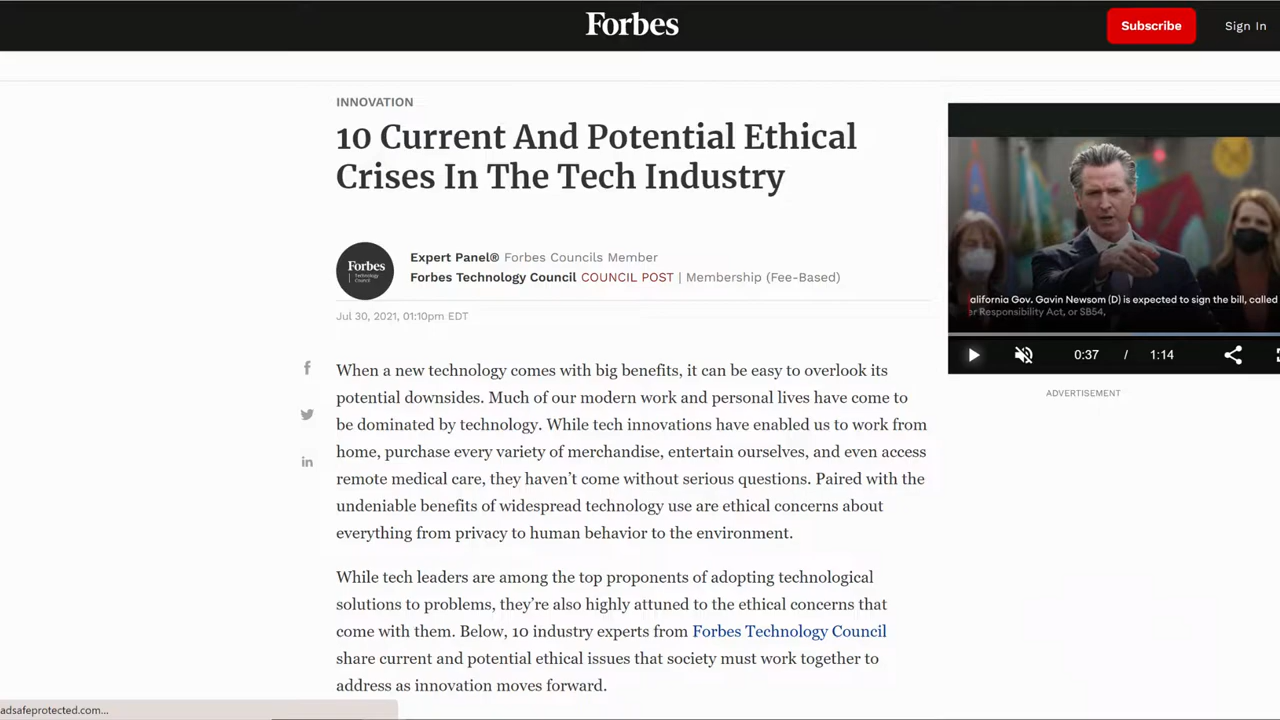 Forbes
Subscribe
Sign In
INNOVATION
10 Current And Potential Ethical
Crises In The Tech Industry
Forbes
Technology
Council
Expert Panel® Forbes Councils Member
Forbes Technology Council COUNCIL POST | Membership (Fee-Based)
Jul 30, 2021, 01:10pm EDT
When a new technology comes with big benefits, it can be easy to overlook its
potential downsides. Much of our modern work and personal lives have come to
be dominated by technology. While tech innovations have enabled us to work from
home, purchase every variety of merchandise, entertain ourselves, and even access
remote medical care, they haven’t come without serious questions. Paired with the
undeniable benefits of widespread technology use are ethical concerns about
everything from privacy to human behavior to the environment.
While tech leaders are among the top proponents of adopting technological
solutions to problems, they’re also highly attuned to the ethical concerns that
come with them. Below, 10 industry experts from Forbes Technology Council
share current and potential ethical issues that society must work together to
address as innovation moves forward.
alifornia Gov. Gavin Newsom (D) is expected to sign the bill, called
er Responsibility Act, or SB54,
0:37 / 1:14
ADVERTISEMENT
adsafeprotected.com...